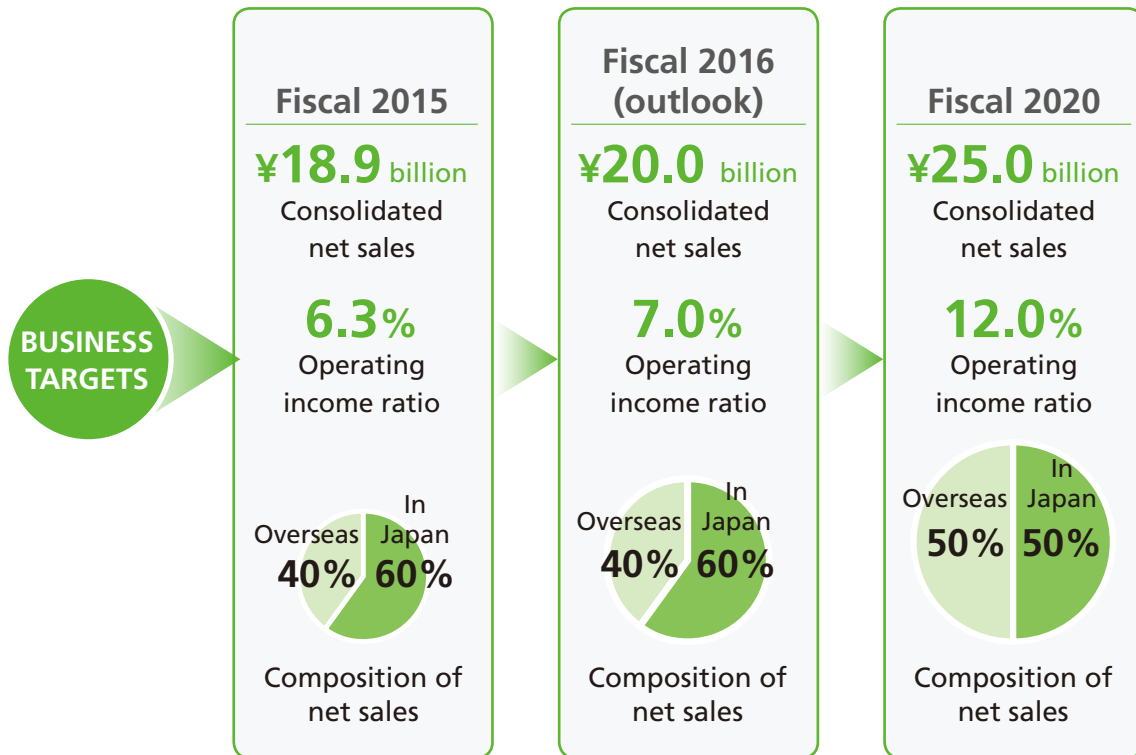 BUSINESS
TARGETS
Fiscal 2015
¥18.9 billion
Consolidated
net sales
6.3%
Operating
income ratio
Overseas
40%
In
Japan
60%
Composition of
net sales
Fiscal 2016
(outlook)
¥20.0 billion
Consolidated
net sales
7.0%
Operating
income ratio
Overseas
40%
In
Japan
60%
Composition of
net sales
Fiscal 2020
¥25.0 billion
Consolidated
net sales
12.0%
Operating
income ratio
Overseas
50%
In
Japan
50%
Composition of
net sales